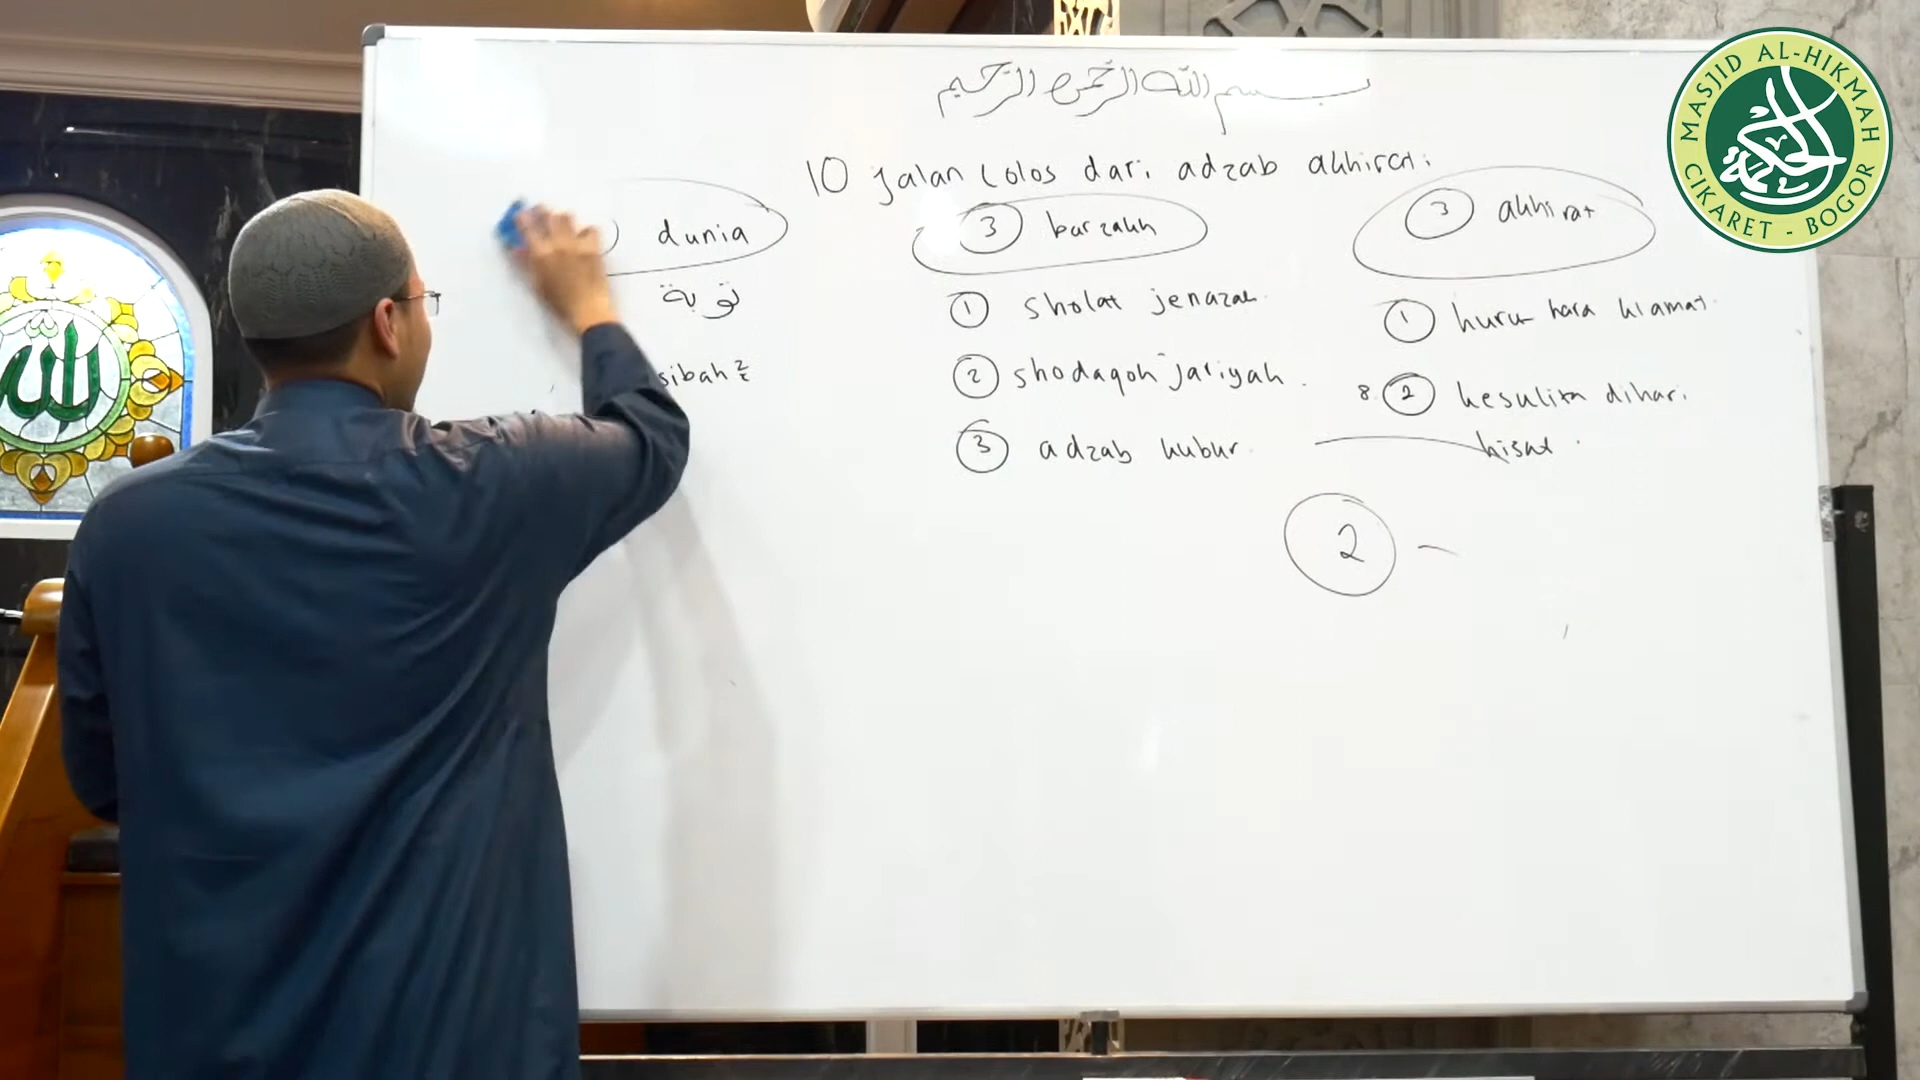 بسم الله الرحمن الرحيم
10 jalan lolos dari adzab akhirat:
dunia
توبة
sibah²
3 barzakh
1 sholat jenazah
2 shodaqoh jariyah.
3 adzab kubur
3 akhirat
1 huru hara kiamat
8. 2 kesulitan dihari
hisab
2 -
MASJID AL-HIKMAH
CIKARET - BOGOR
الحكمة